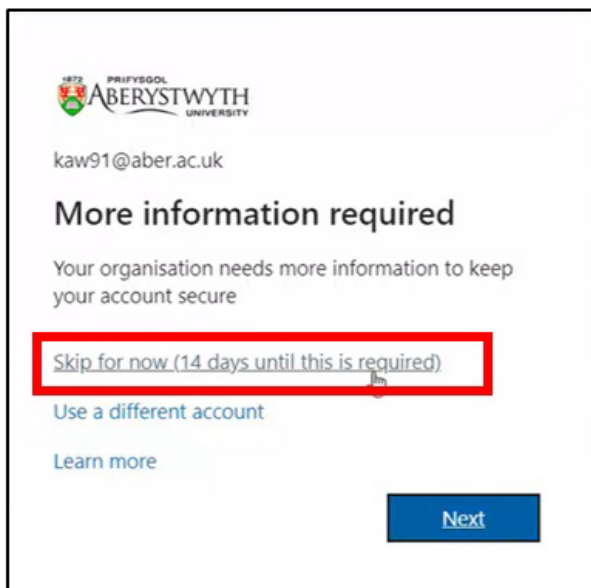 1872
PRIFYSGOL
ABERYSTWYTH
UNIVERSITY
kaw91@aber.ac.uk
More information required
Your organisation needs more information to keep
your account secure
Skip for now (14 days until this is required)
Use a different account
Learn more
Next